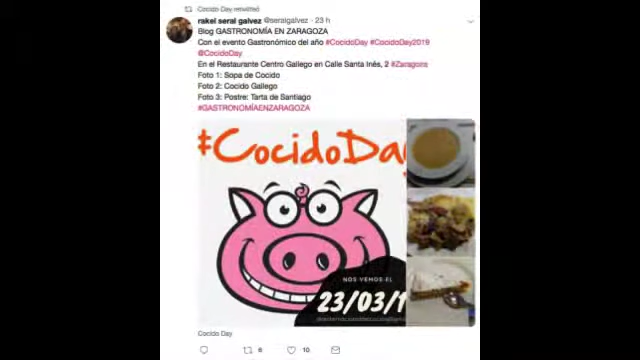 Cocido Day retwitteó
rakel seral galvez @seralgalvez · 23 h
Blog GASTRONOMÍA EN ZARAGOZA
Con el evento Gastronómico del año #CocidoDay #CocidoDay2019
@CocidoDay
En el Restaurante Centro Gallego en Calle Santa Inés, 2 #Zaragoza
Foto 1: Sopa de Cocido
Foto 2: Cocido Gallego
Foto 3: Postre: Tarta de Santiago
#GASTRONOMÍAENZARAGOZA
#CocidoDay
NOS VEMOS EL
23/03/1
Cocido Day
6
10